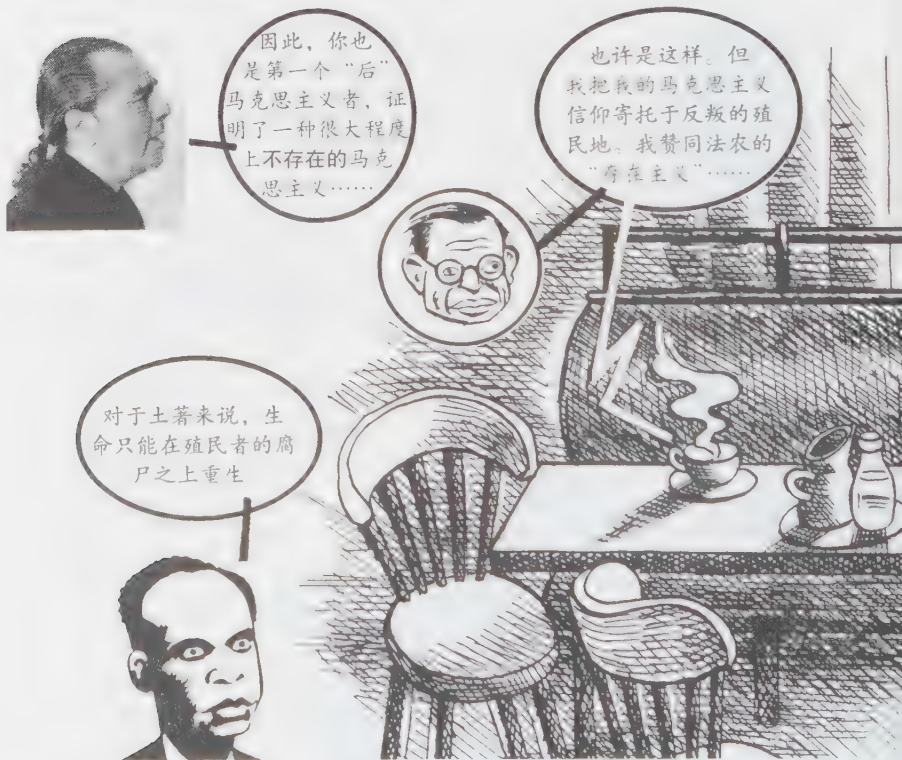 因此，你也
是第一个“后”
马克思主义者，证
明了一种很大程度
上不存在的马克
思主义……
也许是这样。但
我把我的马克思主义
信仰寄托于反叛的殖
民地。我赞同法农的
“存在主义”……
对于土著来说，生
命只能在殖民者的腐
尸之上重生